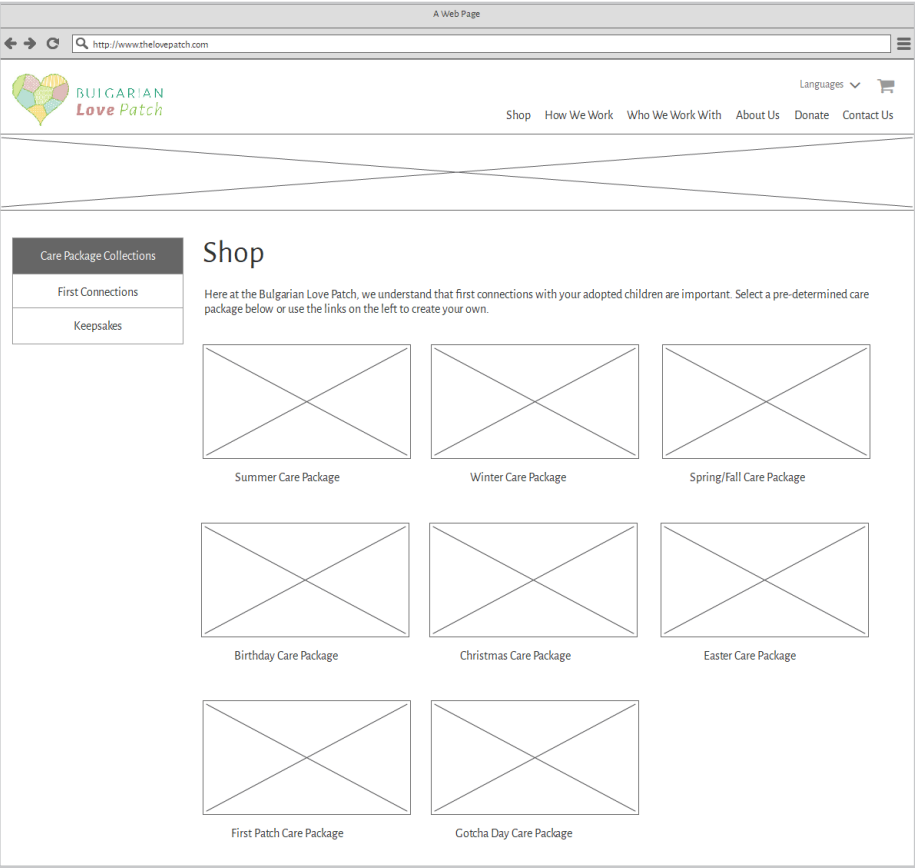 A Web Page
http://www.thelovepatch.com
BULGARIAN
Love Patch
Languages
Shop How We Work Who We Work With About Us Donate Contact Us
Care Package Collections
First Connections
Keepsakes
Shop
Here at the Bulgarian Love Patch, we understand that first connections with your adopted children are important. Select a pre-determined care
package below or use the links on the left to create your own.
Summer Care Package Winter Care Package Spring/Fall Care Package
Birthday Care Package Christmas Care Package Easter Care Package
First Patch Care Package Gotcha Day Care Package